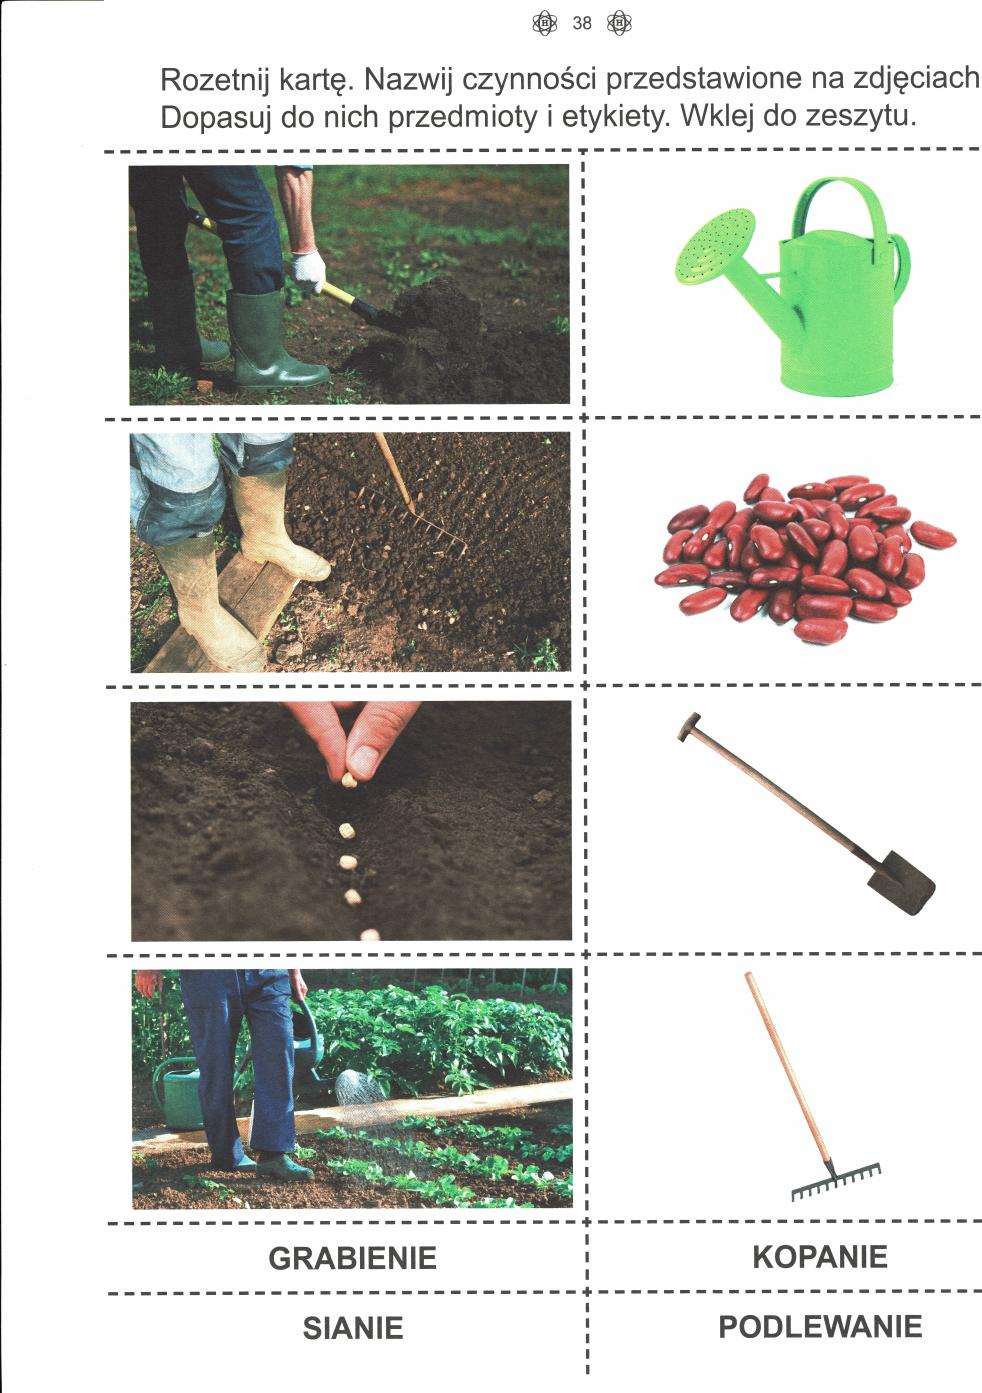 38
Rozetnij kartę. Nazwij czynności przedstawione na zdjęciach
Dopasuj do nich przedmioty i etykiety. Wklej do zeszytu.
GRABIENIE
KOPANIE
SIANIE
PODLEWANIE